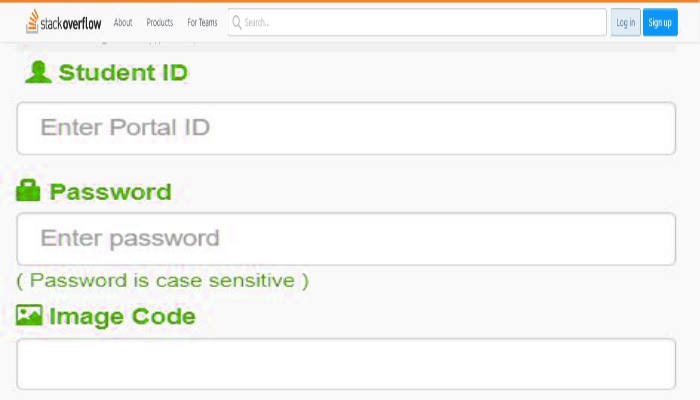 stackoverflow About Products For Teams Search... Log in Sign up
Student ID
Enter Portal ID
Password
Enter password
( Password is case sensitive )
Image Code